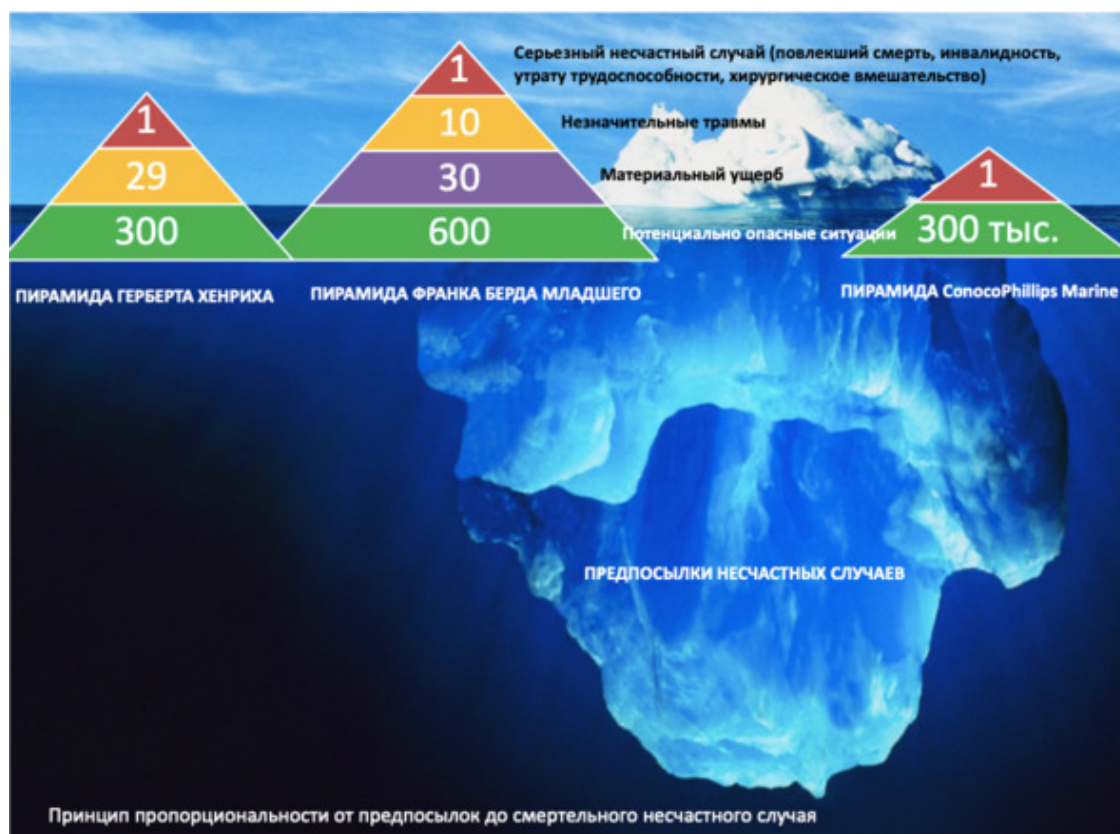 Серьезный несчастный случай (повлекший смерть, инвалидность,
утрату трудоспособности, хирургическое вмешательство)
1
10
Незначительные травмы
30
Материальный ущерб
600
Потенциально опасные ситуации
1
29
300
1
300 тыс.
ПИРАМИДА ГЕРБЕРТА ХЕНРИХА
ПИРАМИДА ФРАНКА БЕРДА МЛАДШЕГО
ПИРАМИДА ConocoPhillips Marine
ПРЕДПОСЫЛКИ НЕСЧАСТНЫХ СЛУЧАЕВ
Принцип пропорциональности от предпосылок до смертельного несчастного случая